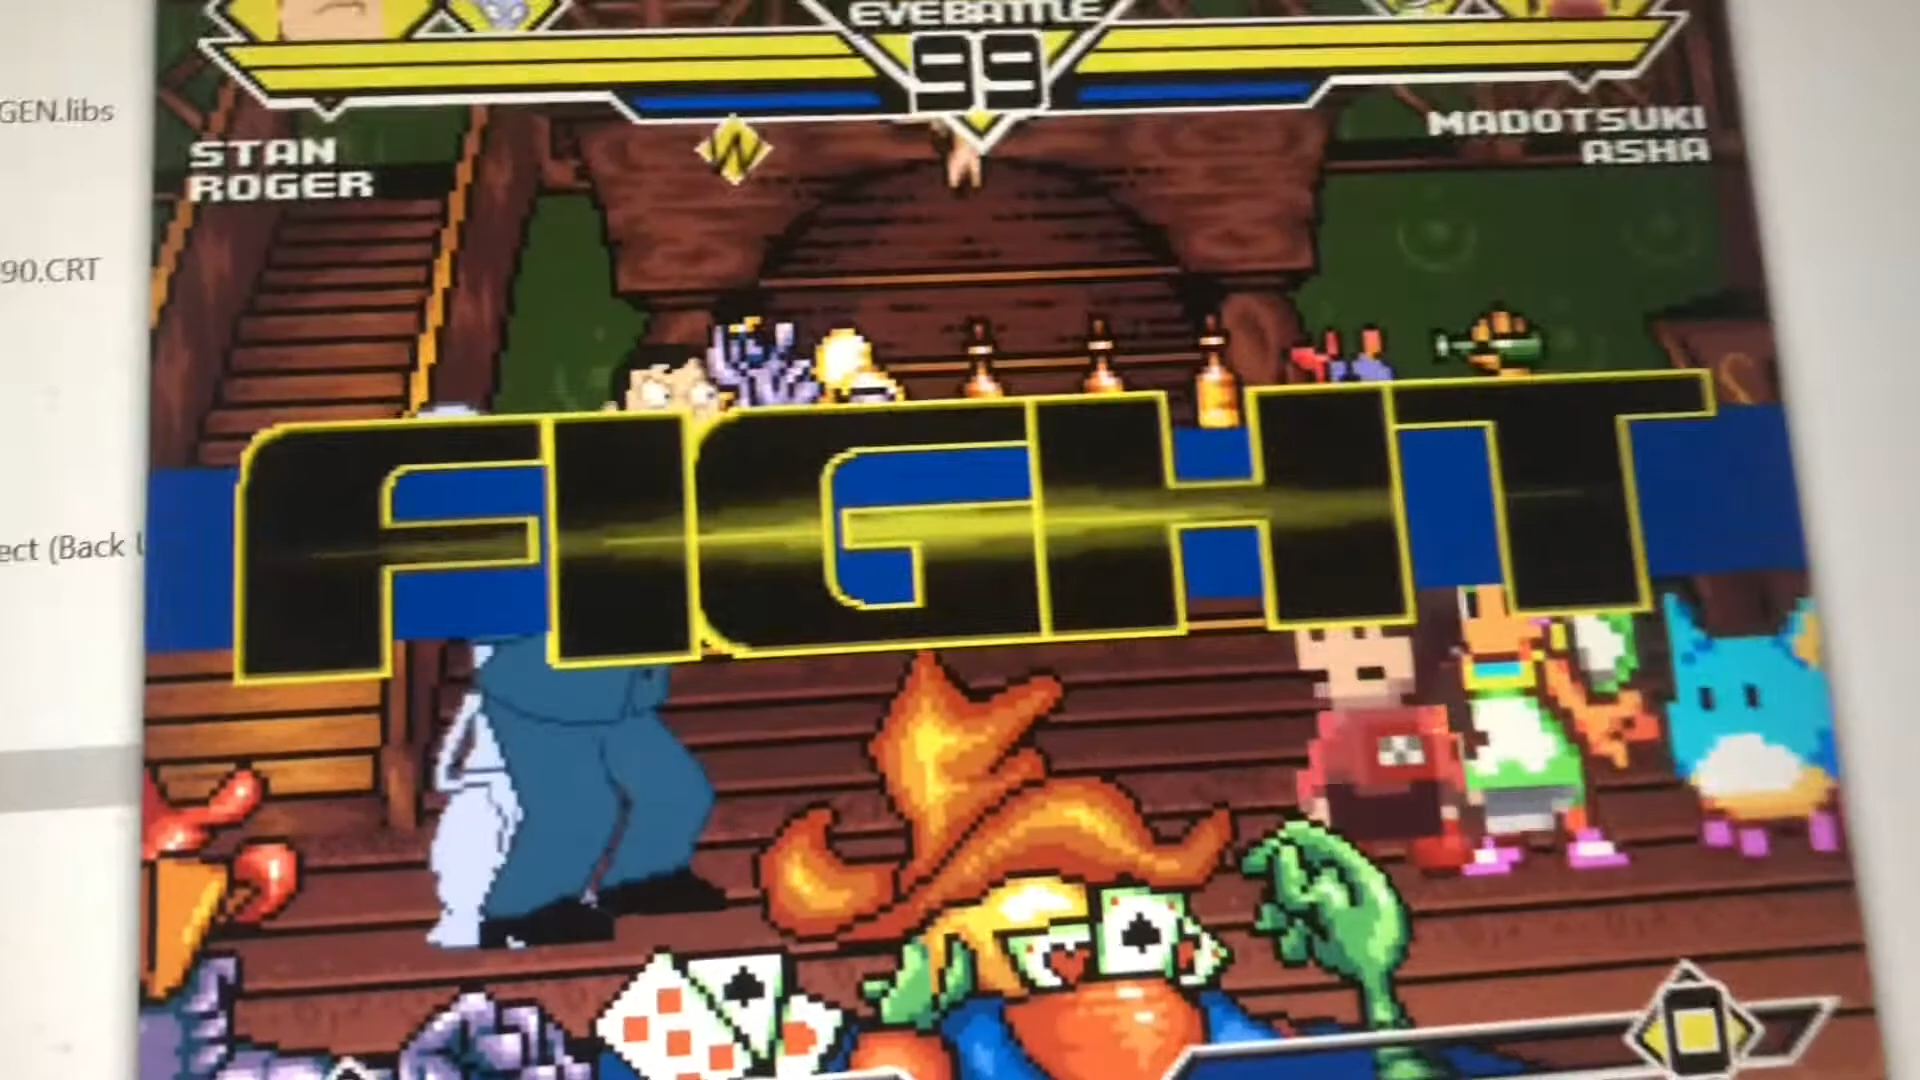 EVEBATTLE
99
GEN.libs
MADOTSUKI
STAN
ASHA
ROGER
90.CRT
FIGHT
ect (Back